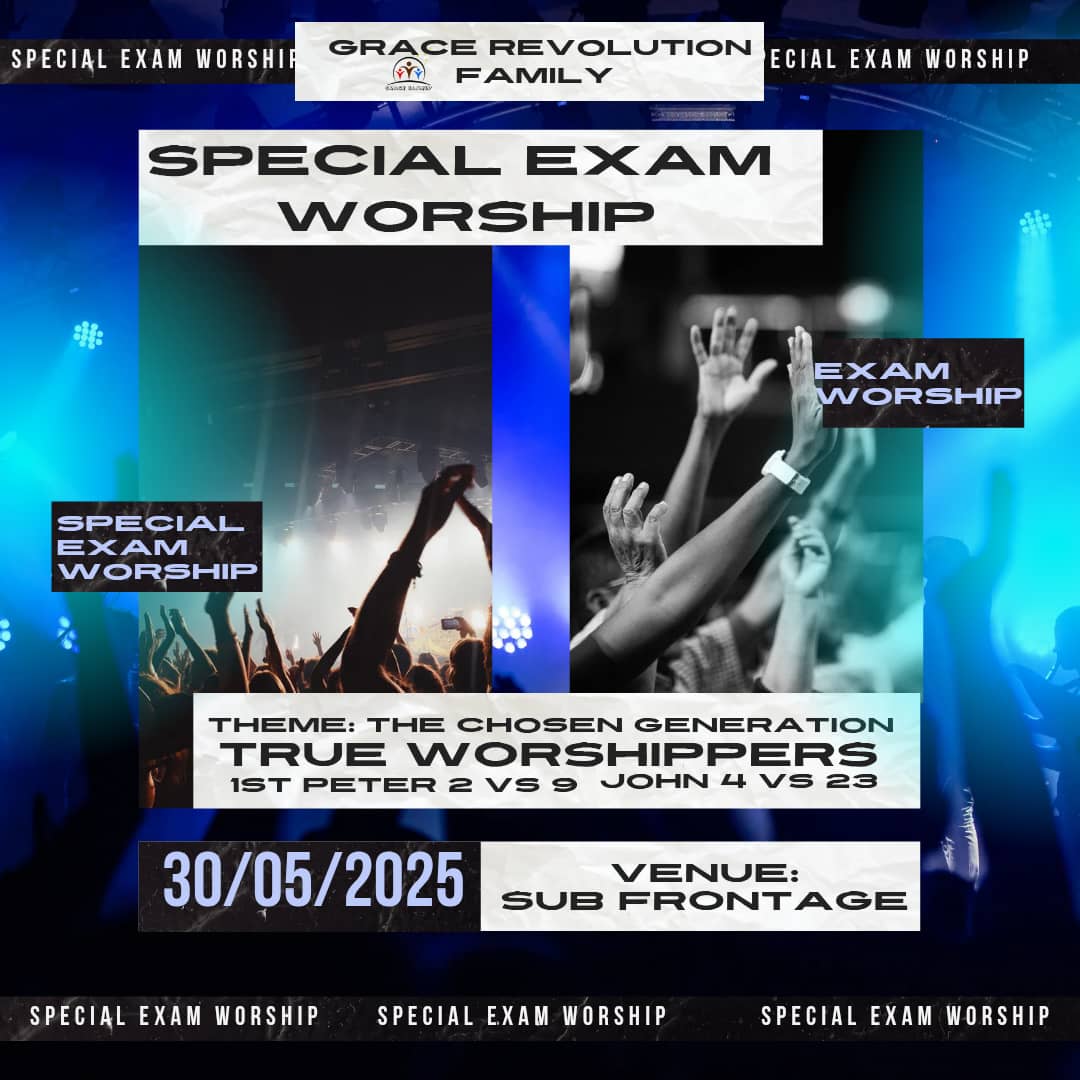 SPECIAL EXAM WORSHIP
GRACE REVOLUTION
FAMILY
PECIAL EXAM WORSHIP
SPECIAL EXAM
WORSHIP
EXAM
WORSHIP
SPECIAL
EXAM
WORSHIP
THEME: THE CHOSEN GENERATION
TRUE WORSHIPPERS
1ST PETER 2 VS 9 JOHN 4 VS 23
30/05/2025
VENUE:
SUB FRONTAGE
SPECIAL EXAM WORSHIP SPECIAL EXAM WORSHIP SPECIAL EXAM WORSHIP